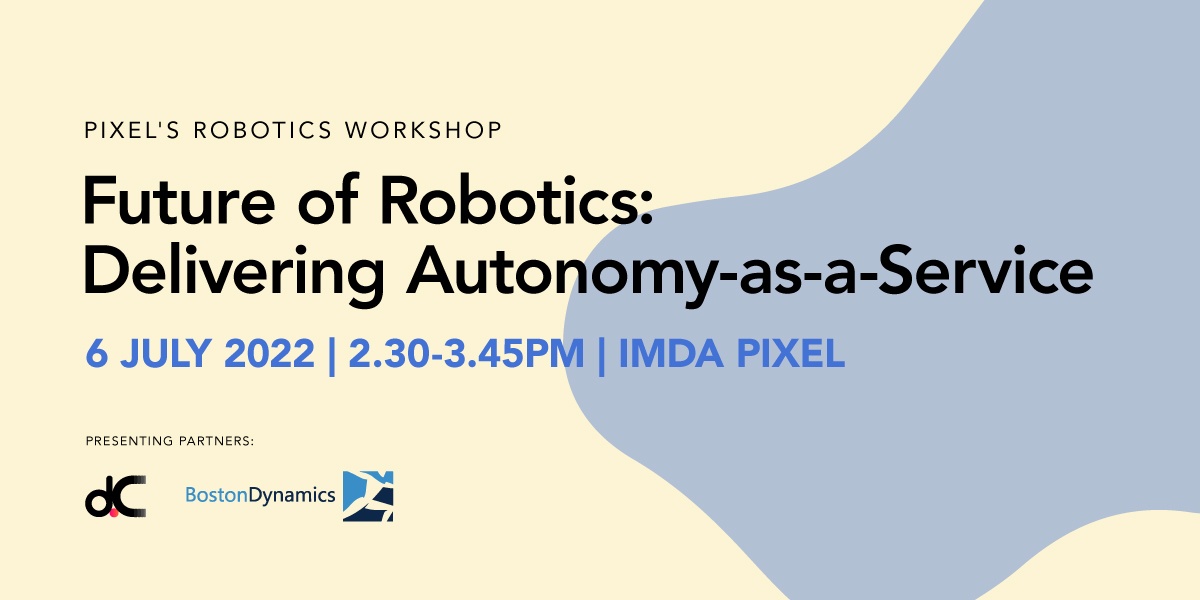 PIXEL'S ROBOTICS WORKSHOP
Future of Robotics:
Delivering Autonomy-as-a-Service
6 JULY 2022 | 2.30-3.45PM | IMDA PIXEL
PRESENTING PARTNERS:
d.C BostonDynamics